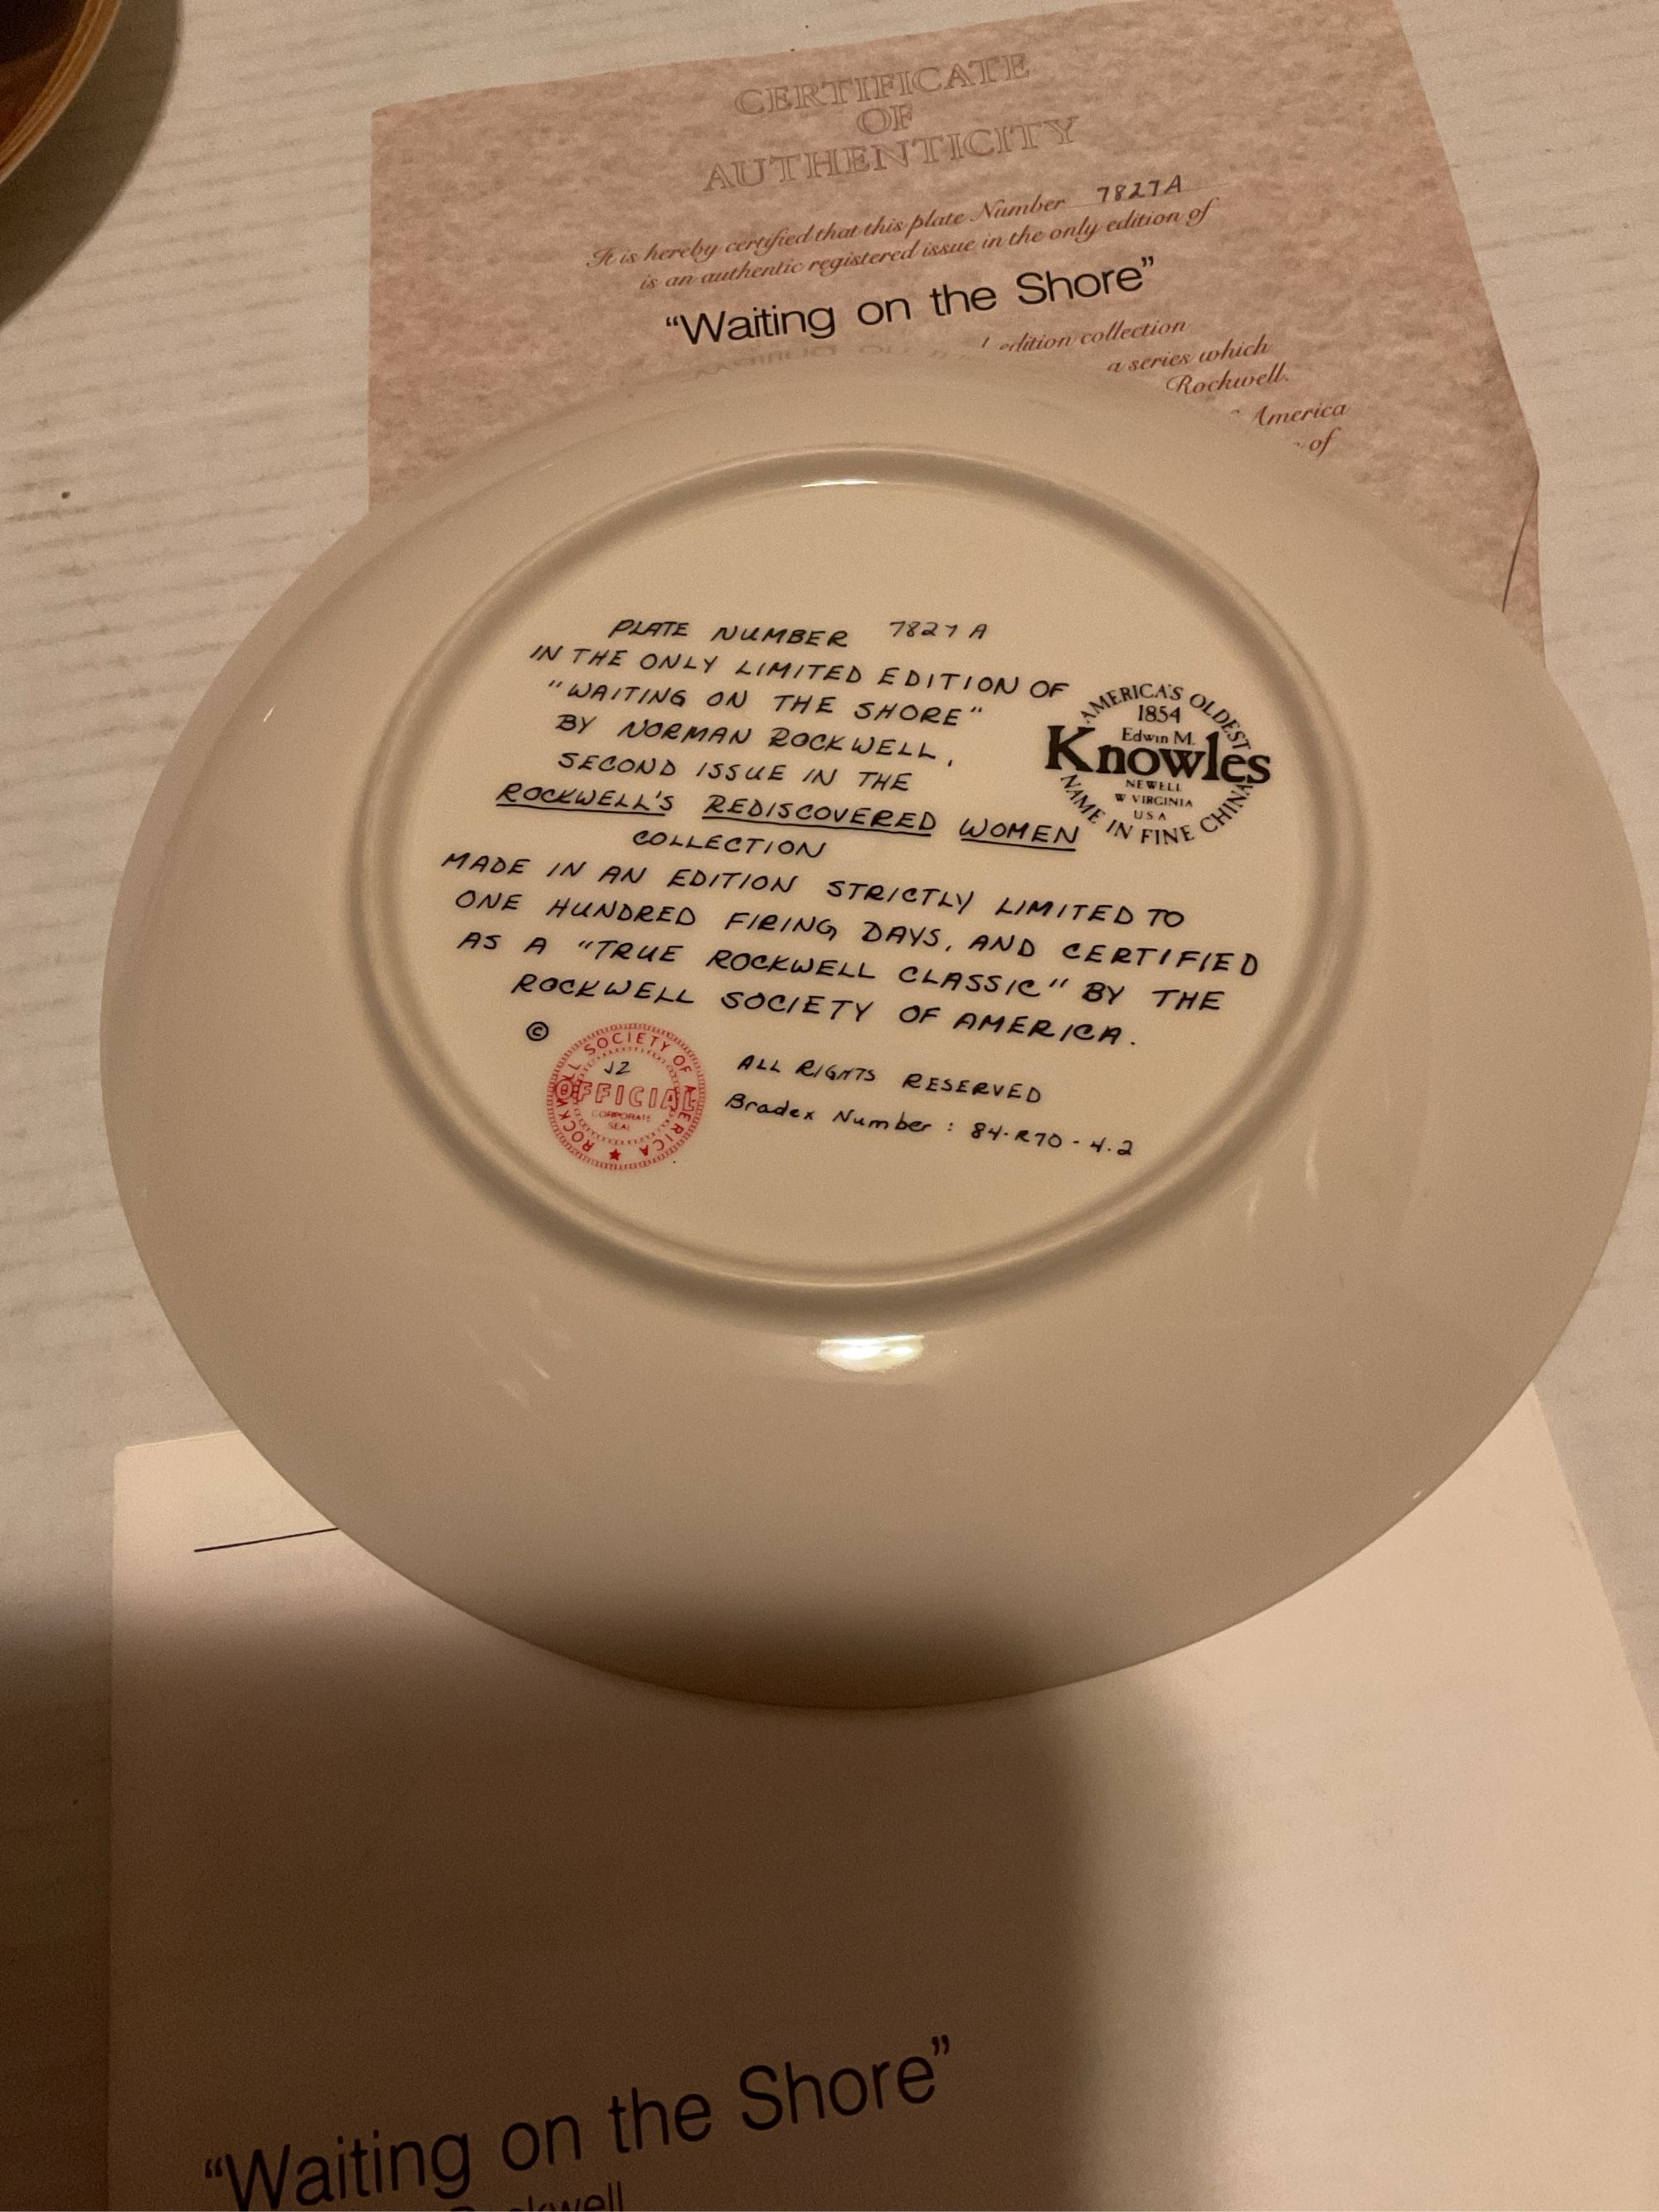 CERTIFICATE
OF
AUTHENTICITY
It is hereby certified that this plate Number 7827A
is an authentic registered issue in the only edition of
“Waiting on the Shore”
edition collection
a series which
Rockwell.
America
of
PLATE NUMBER 7827 A
IN THE ONLY LIMITED EDITION OF
"WAITING ON THE SHORE"
BY NORMAN ROCKWELL,
SECOND ISSUE IN THE
ROCKWELL'S REDISCOVERED WOMEN
COLLECTION
MADE IN AN EDITION STRICTLY LIMITED TO
ONE HUNDRED FIRING DAYS, AND CERTIFIED
AS A "TRUE ROCKWELL CLASSIC" BY THE
ROCKWELL SOCIETY OF AMERICA.
AMERICA'S OLDEST
1854
Edwin M.
Knowles
NEWELL
W VIRGINIA
USA
NAME IN FINE CHINA
©
ROCKWELL SOCIETY OF AMERICA ★
JZ
OFFICIAL
CORPORATE
SEAL
ALL RIGHTS RESERVED
Bradex Number : 84-R70-4.2
“Waiting on the Shore”
Rockwell